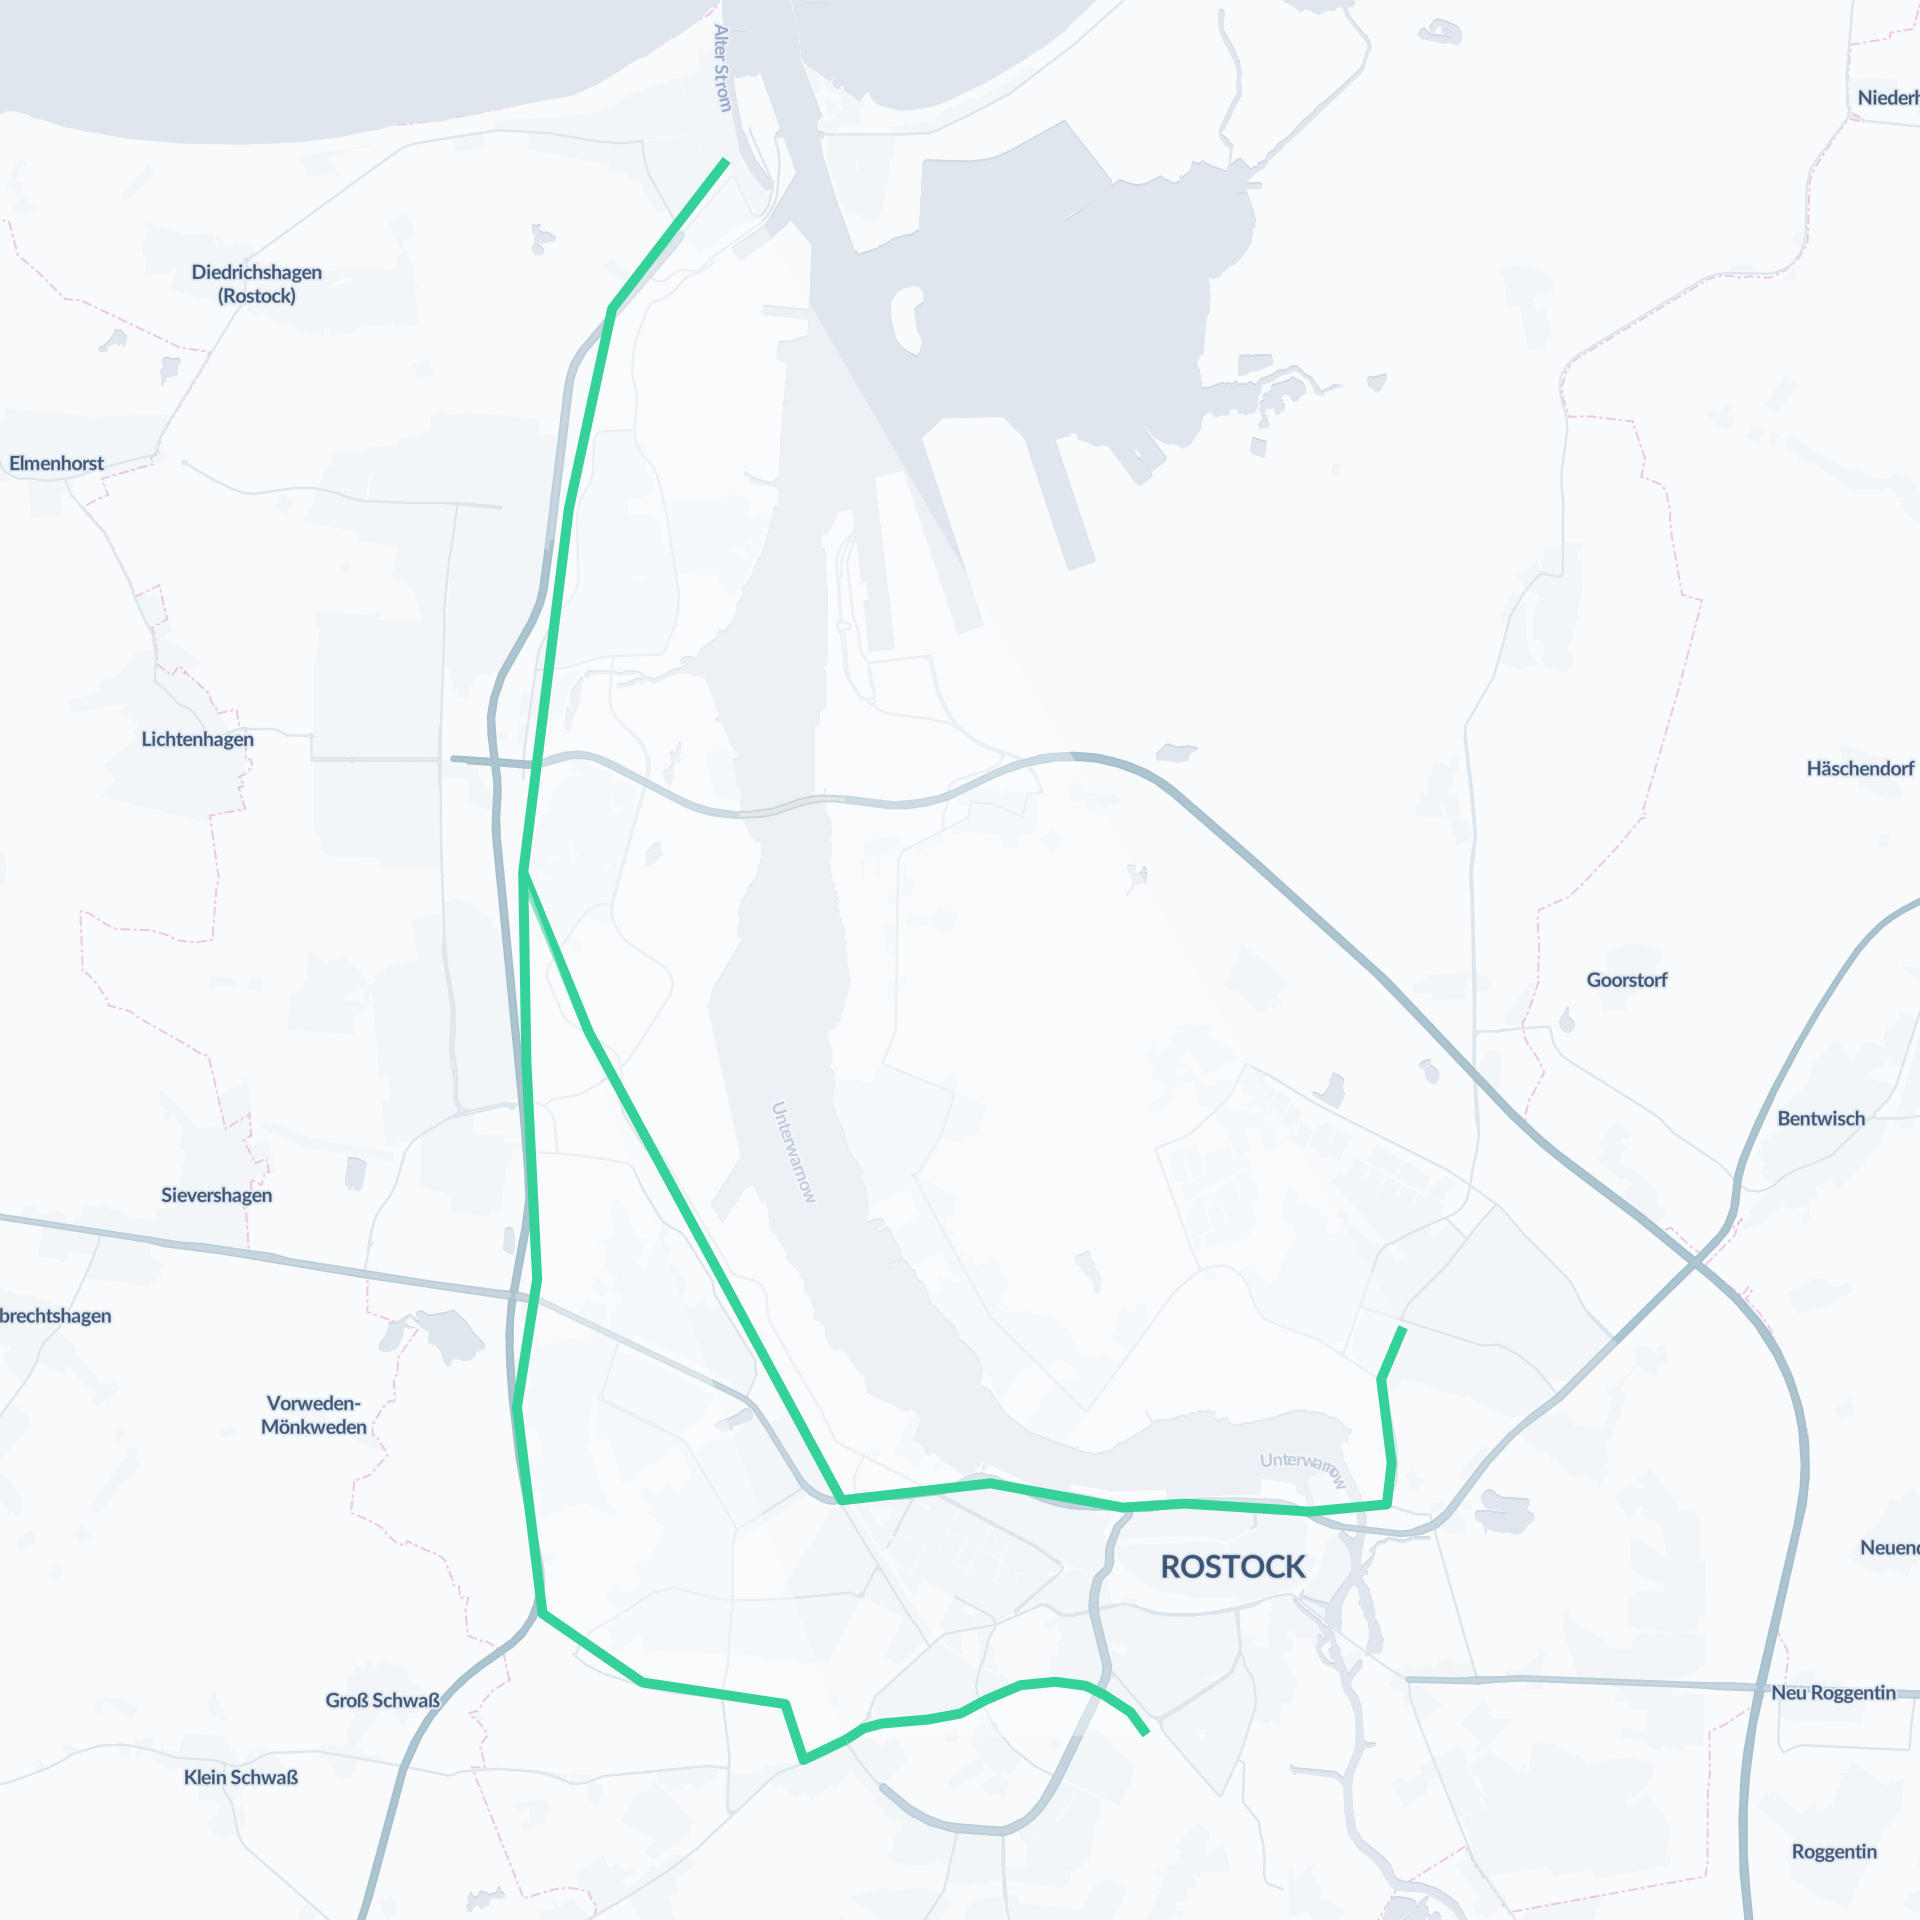 Alter Strom
Niederh
Diedrichshagen
(Rostock)
Elmenhorst
Lichtenhagen
Häschendorf
Goorstorf
Bentwisch
Unterwarnow
Sievershagen
brechtshagen
Vorweden-
Mönkweden
Unterwarnow
Neuend
ROSTOCK
Groß Schwaß
Neu Roggentin
Klein Schwaß
Roggentin